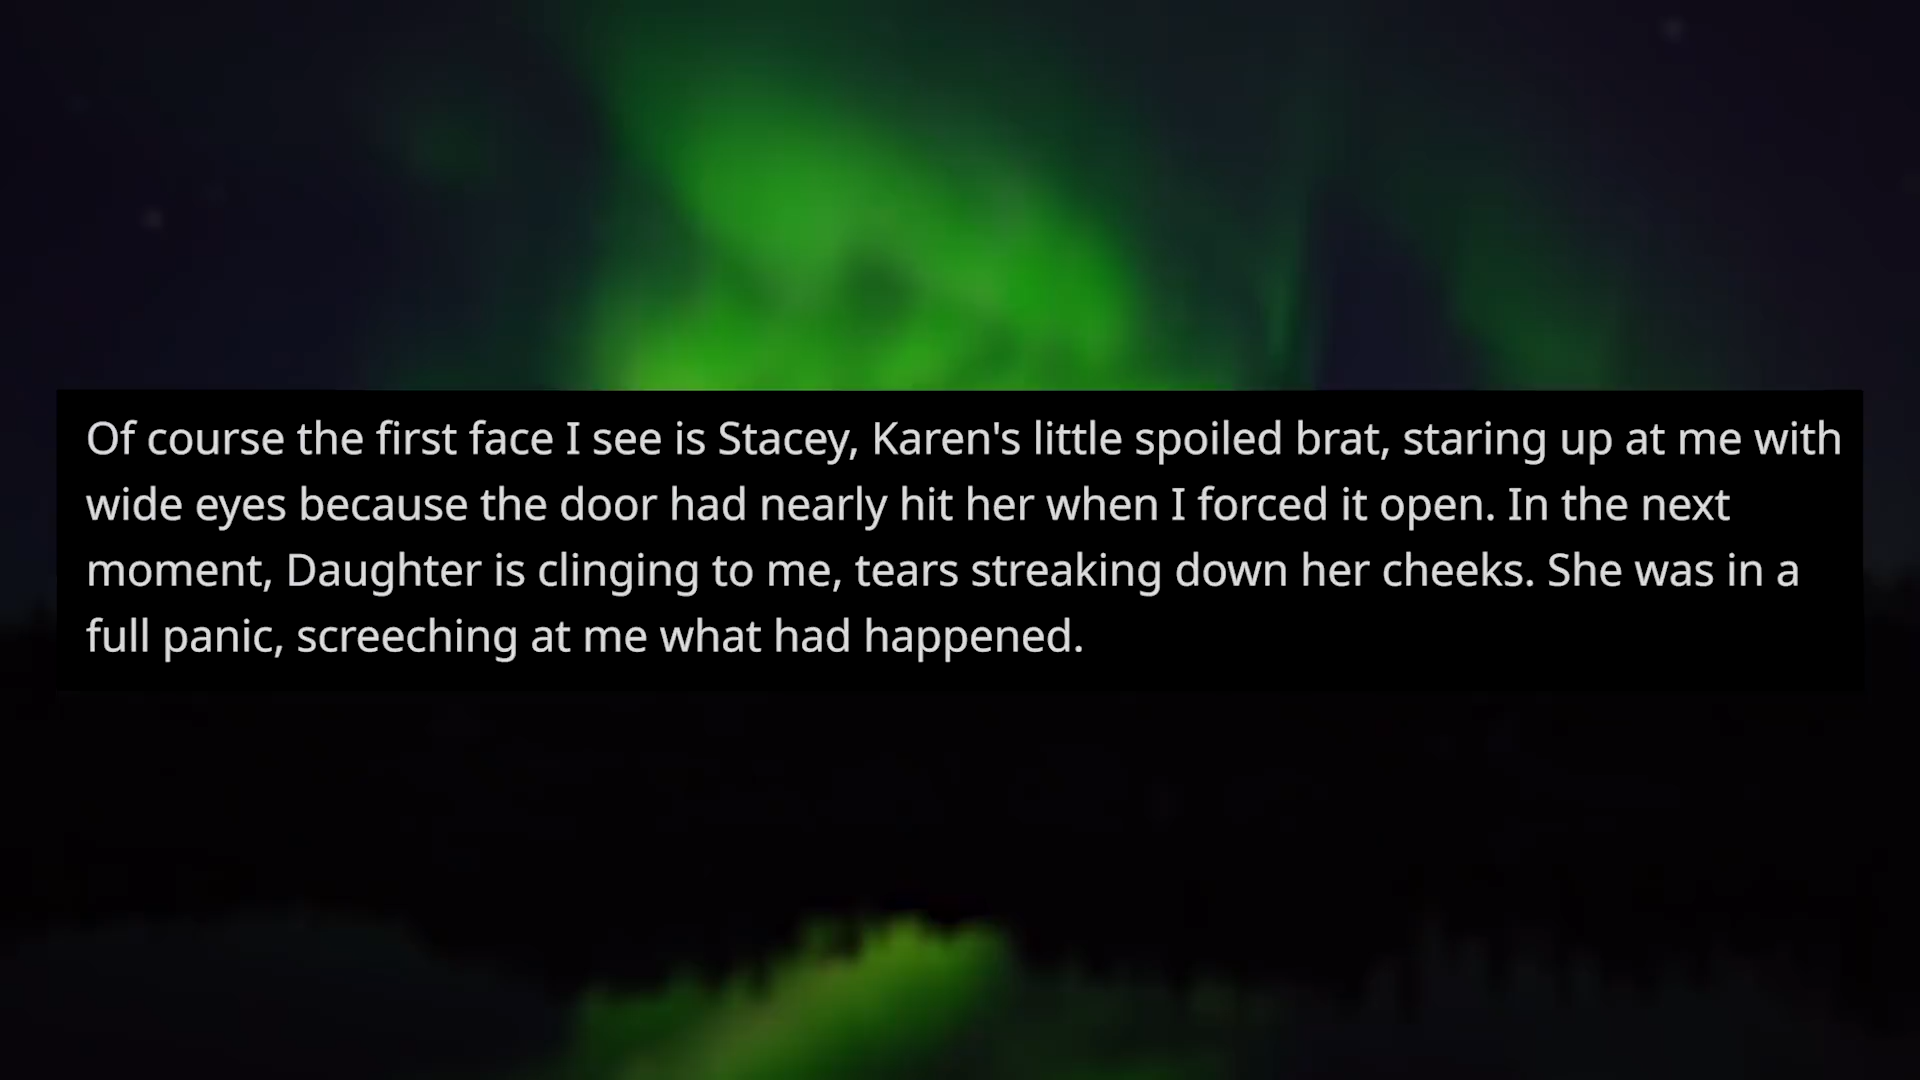 Of course the first face I see is Stacey, Karen's little spoiled brat, staring up at me with
wide eyes because the door had nearly hit her when I forced it open. In the next
moment, Daughter is clinging to me, tears streaking down her cheeks. She was in a
full panic, screeching at me what had happened.